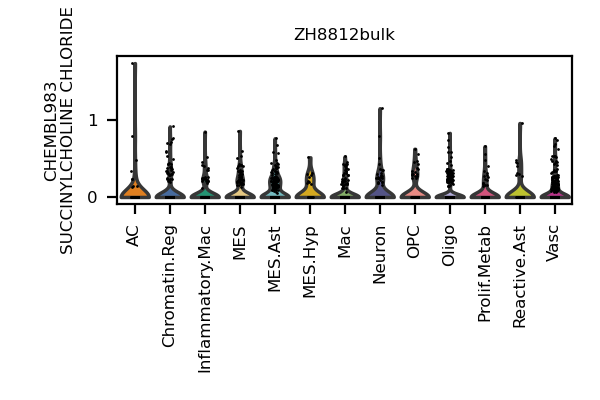 ZH8812bulk
CHEMBL983
SUCCINYLCHOLINE CHLORIDE
1
0
AC
Chromatin.Reg
Inflammatory.Mac
MES
MES.Ast
MES.Hyp
Mac
Neuron
OPC
Oligo
Prolif.Metab
Reactive.Ast
Vasc